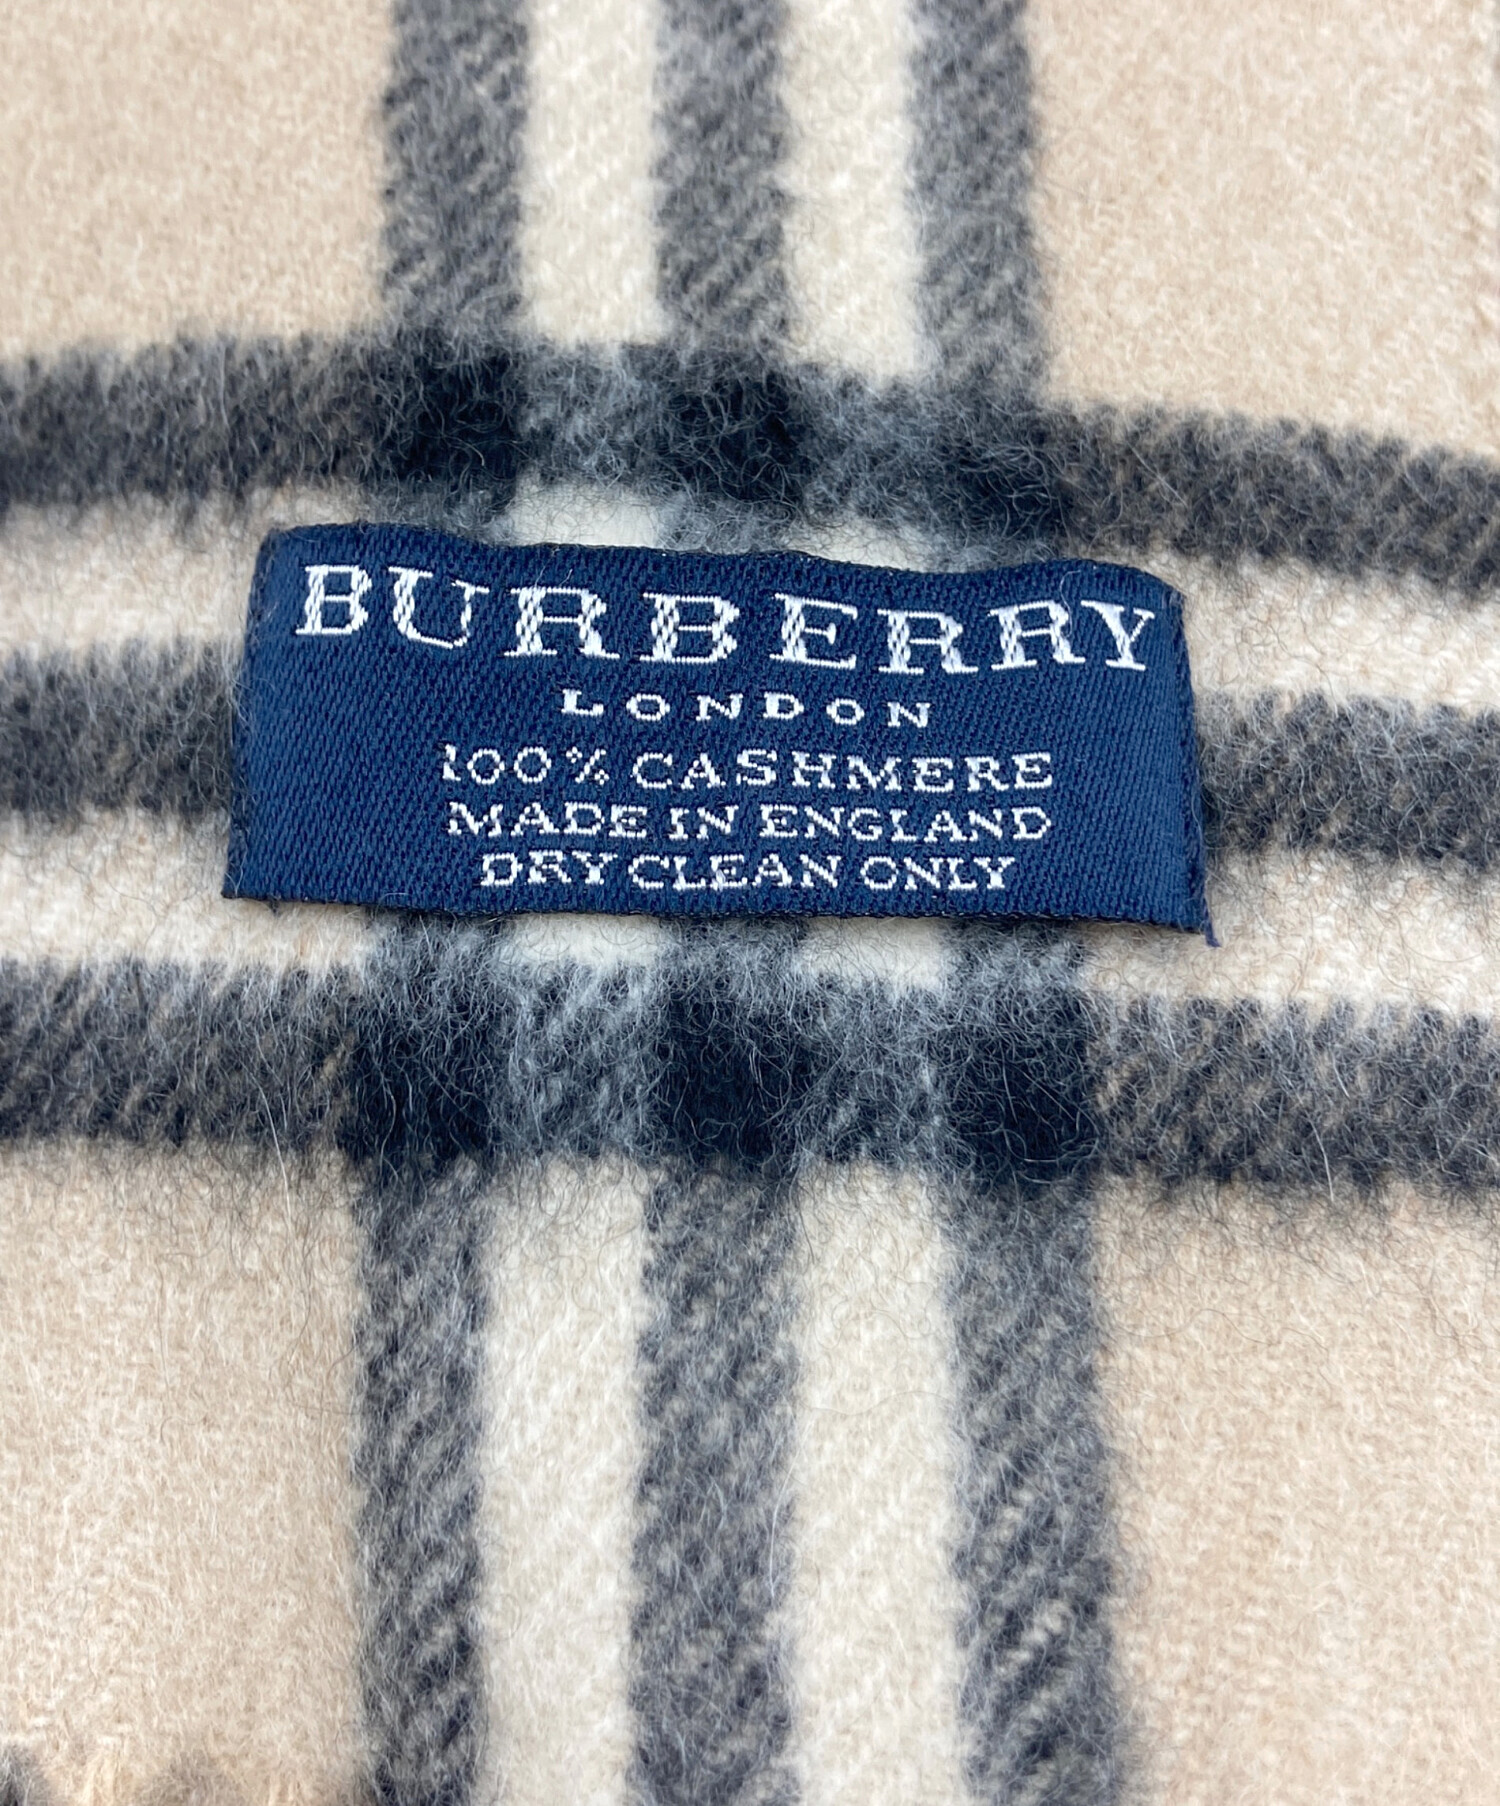 BURBERRY
LONDON
100% CASHMERE
MADE IN ENGLAND
DRY CLEAN ONLY